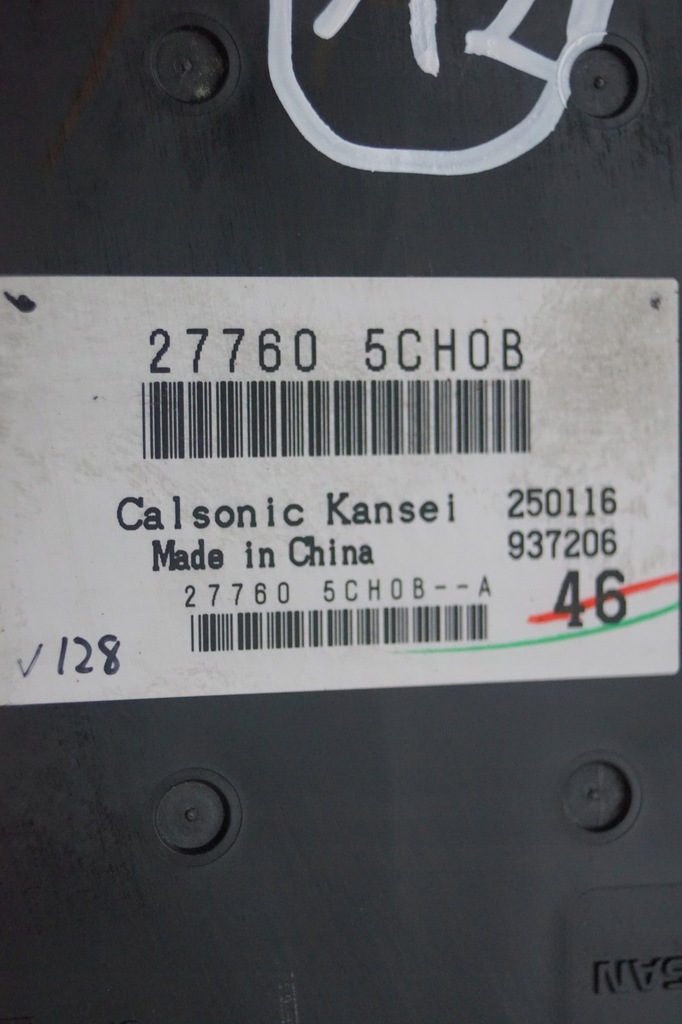 27760 5CH0B
Calsonic Kansei 250116
Made in China 937206
27760 5CH0B--A 46
✓128